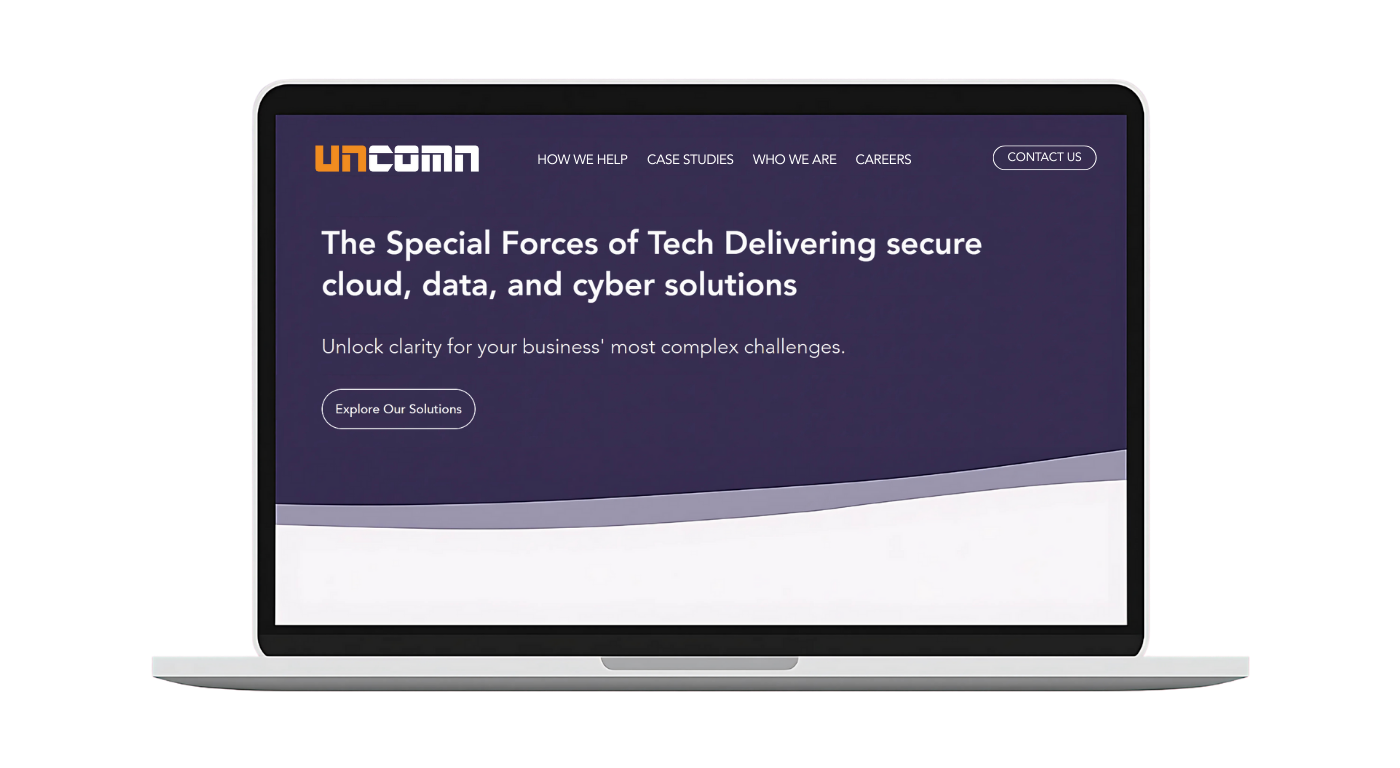 uncomn
HOW WE HELP
CASE STUDIES
WHO WE ARE
CAREERS
CONTACT US
The Special Forces of Tech Delivering secure
cloud, data, and cyber solutions
Unlock clarity for your business' most complex challenges.
Explore Our Solutions